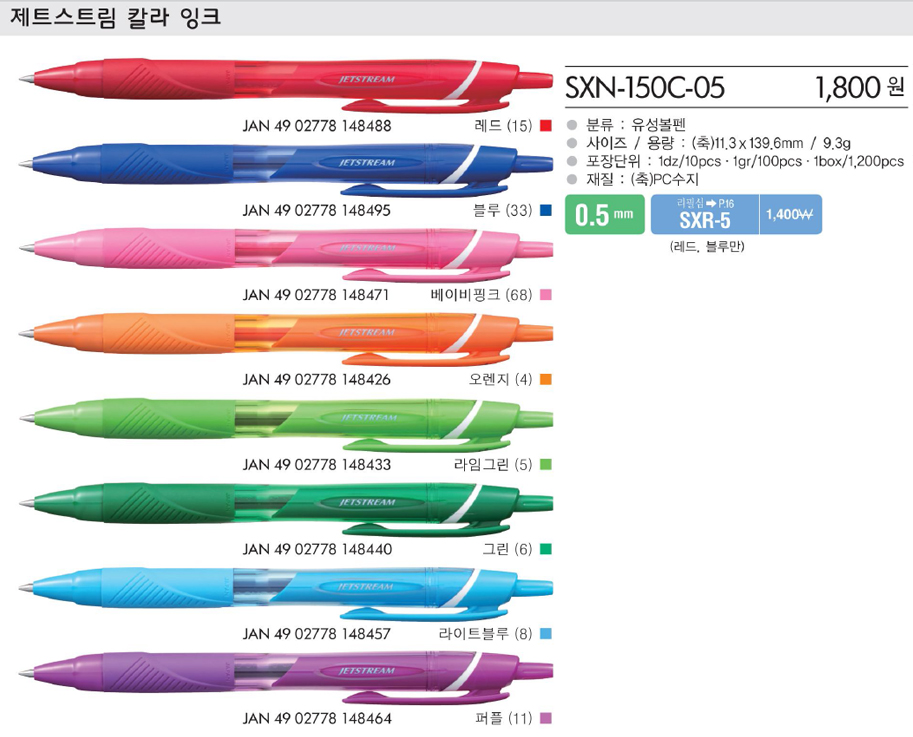 제트스트림 칼라 잉크
JETSTREAM
JAN 49 02778 148488 레드 (15)
JAN 49 02778 148495 블루 (33)
JETSTREAM
JAN 49 02778 148471 베이비핑크 (68)
JETSTREAM
JAN 49 02778 148426 오렌지 (4)
JETSTREAM
JAN 49 02778 148433 라임그린 (5)
JETSTREAM
JAN 49 02778 148440 그린 (6)
JETSTREAM
JAN 49 02778 148457 라이트블루 (8)
JETSTREAM
JAN 49 02778 148464 퍼플 (11)
SXN-150C-05 1,800 원
분류 : 유성볼펜
사이즈 / 용량 : (축)11.3 x 139.6mm / 9.3g
포장단위 : 1dz/10pcs · 1gr/100pcs · 1box/1,200pcs
재질 : (축)PC수지
0.5 mm
리필심 ➡ P.16
SXR-5 1,400₩
(레드, 블루만)